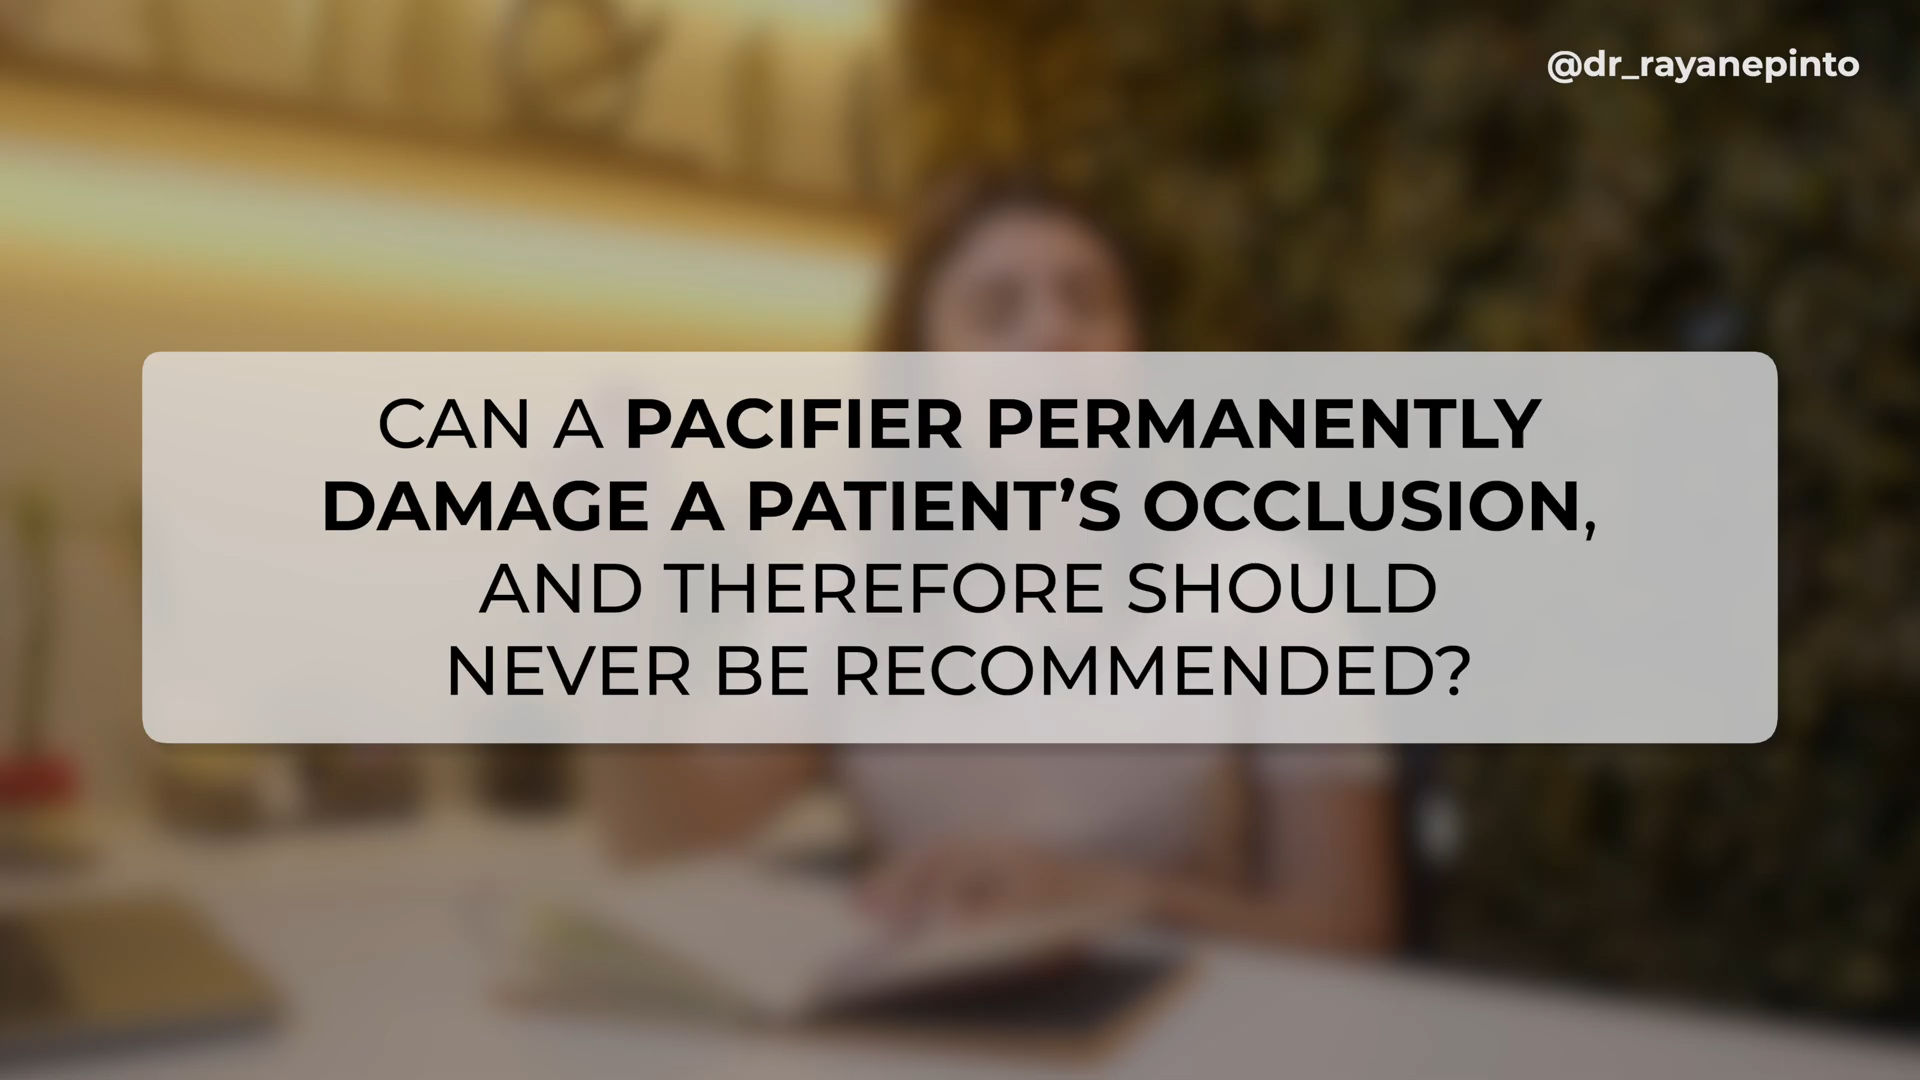 @dr_rayanepinto
CAN A PACIFIER PERMANENTLY
DAMAGE A PATIENT’S OCCLUSION,
AND THEREFORE SHOULD
NEVER BE RECOMMENDED?